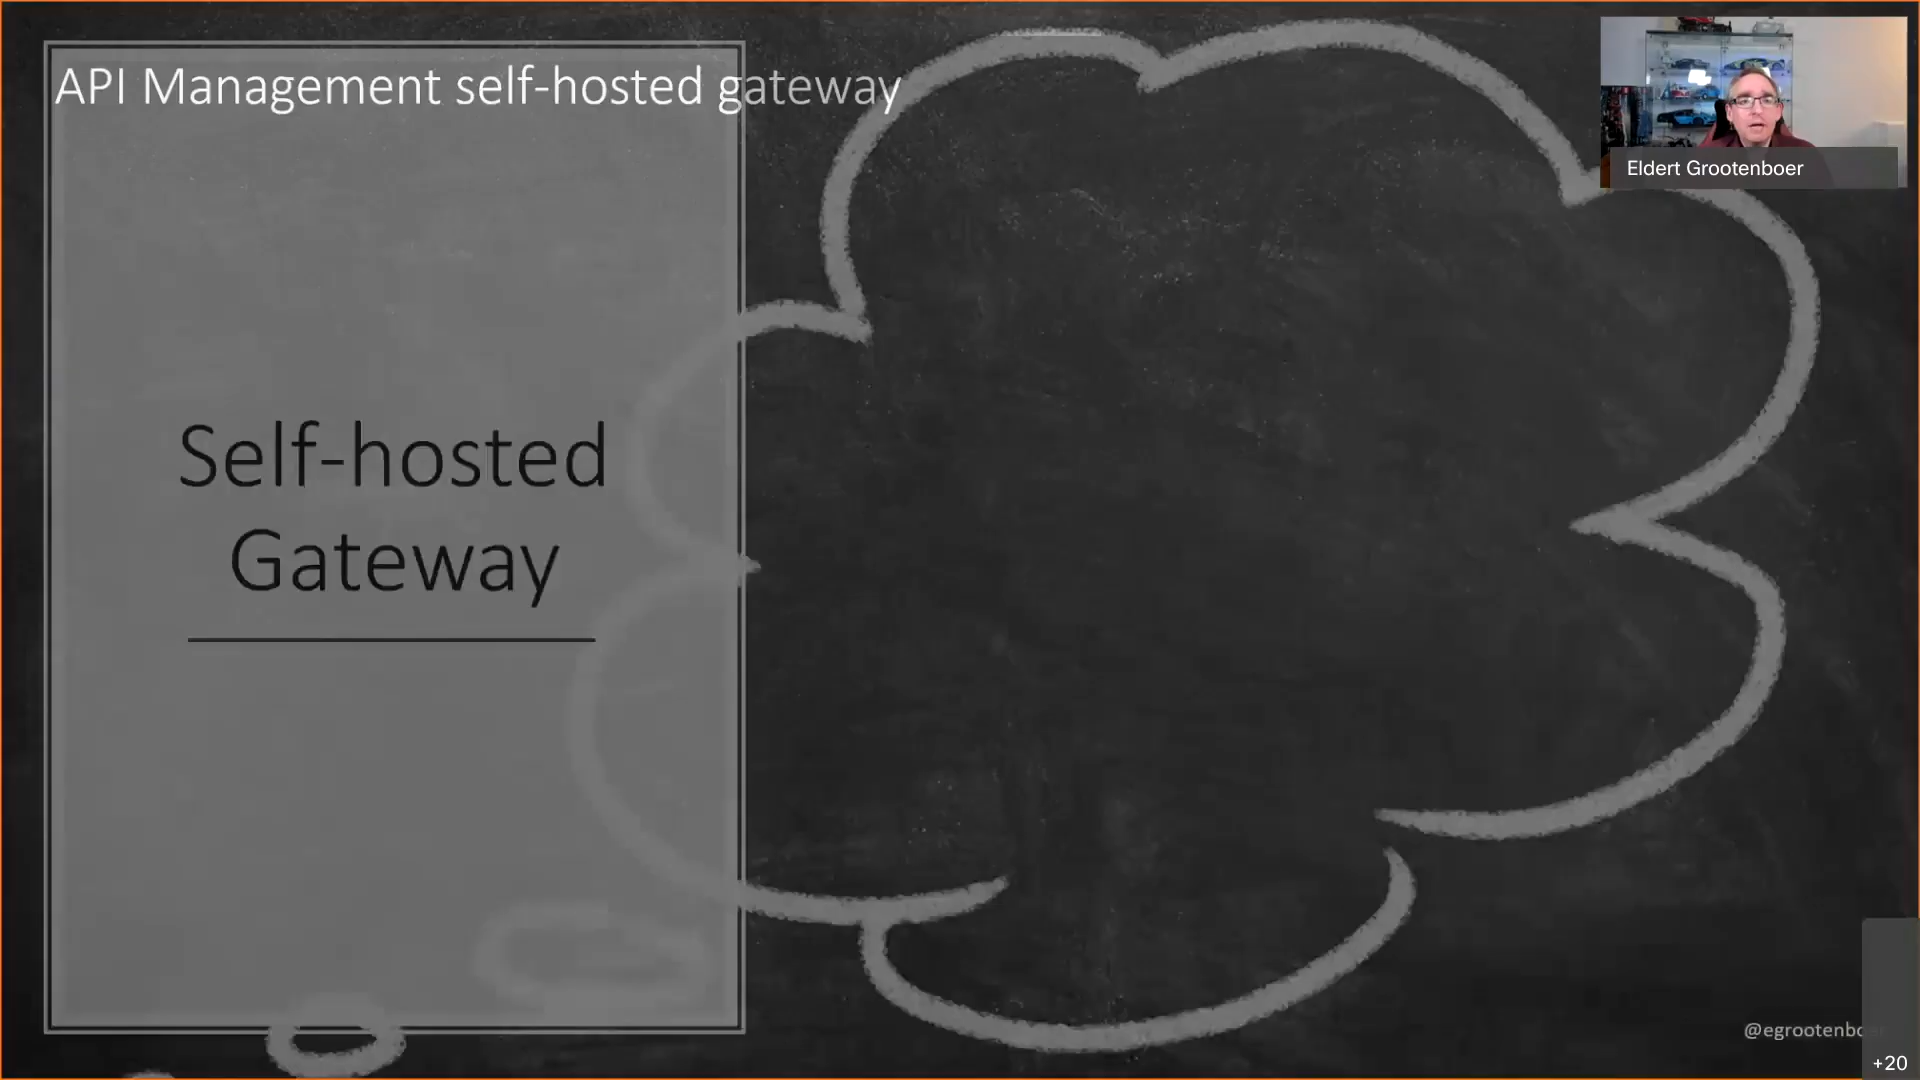 API Management self-hosted gateway
Eldert Grootenboer
Self-hosted
Gateway
+20